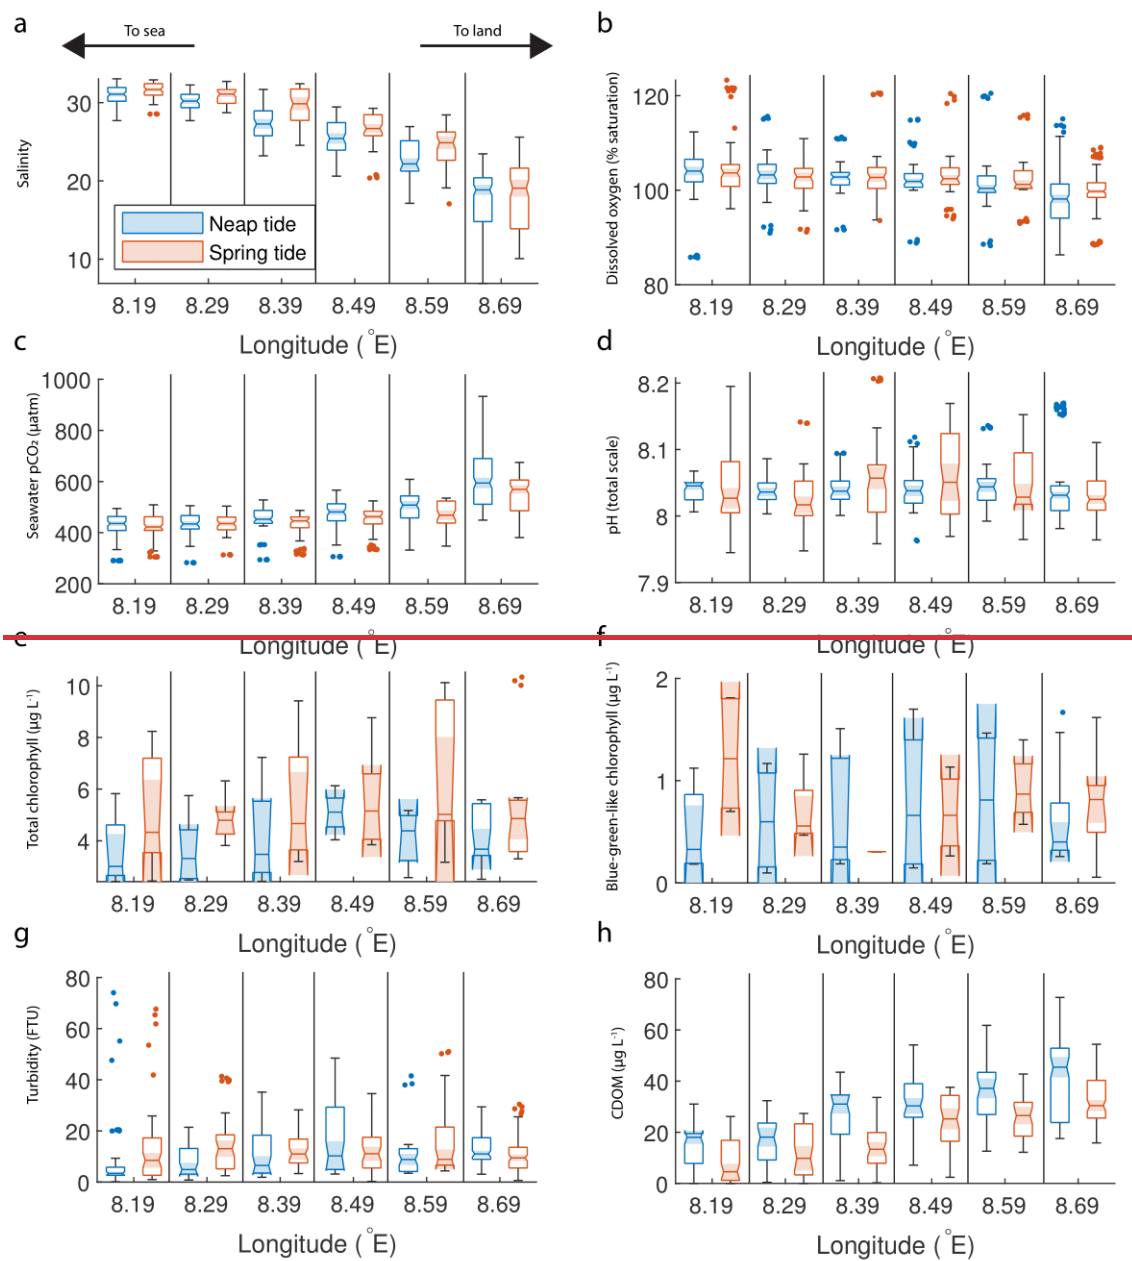 a
To sea
To land
Salinity
30
20
10
Neap tide
Spring tide
8.19 8.29 8.39 8.49 8.59 8.69
Longitude (°E)
b
Dissolved oxygen (% saturation)
120
100
80
8.19 8.29 8.39 8.49 8.59 8.69
Longitude (°E)
c
Seawater pCO₂ (µatm)
1000
800
600
400
200
8.19 8.29 8.39 8.49 8.59 8.69
Longitude (°E)
d
pH (total scale)
8.2
8.1
8
7.9
8.19 8.29 8.39 8.49 8.59 8.69
Longitude (°E)
e
Total chlorophyll (µg L⁻¹)
10
8
6
4
8.19 8.29 8.39 8.49 8.59 8.69
Longitude (°E)
f
Blue-green-like chlorophyll (µg L⁻¹)
2
1
0
8.19 8.29 8.39 8.49 8.59 8.69
Longitude (°E)
g
Turbidity (FTU)
80
60
40
20
0
8.19 8.29 8.39 8.49 8.59 8.69
Longitude (°E)
h
CDOM (µg L⁻¹)
80
60
40
20
0
8.19 8.29 8.39 8.49 8.59 8.69
Longitude (°E)